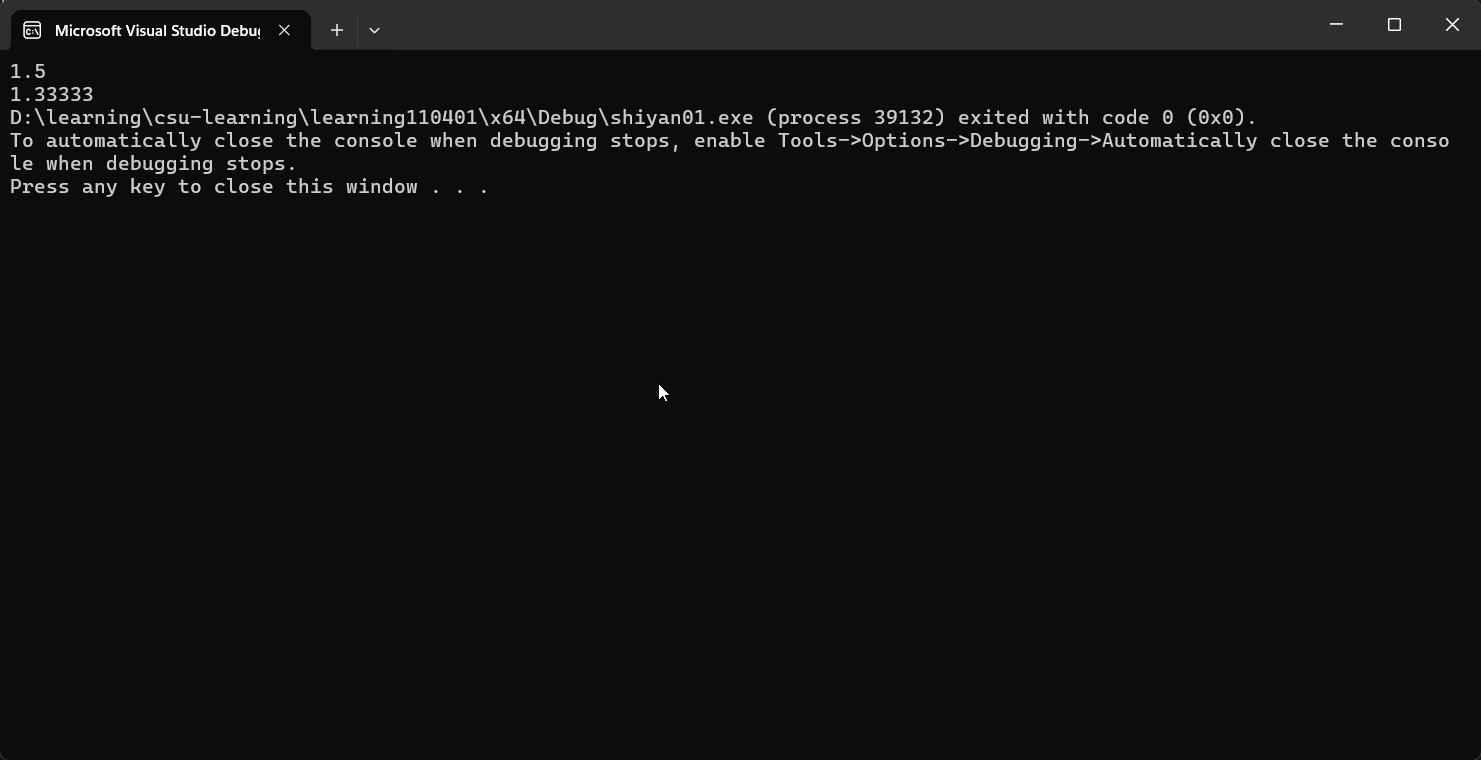 Microsoft Visual Studio Debug
1.5
1.33333
D:\learning\csu-learning\learning110401\x64\Debug\shiyan01.exe (process 39132) exited with code 0 (0x0).
To automatically close the console when debugging stops, enable Tools->Options->Debugging->Automatically close the conso
le when debugging stops.
Press any key to close this window . . .